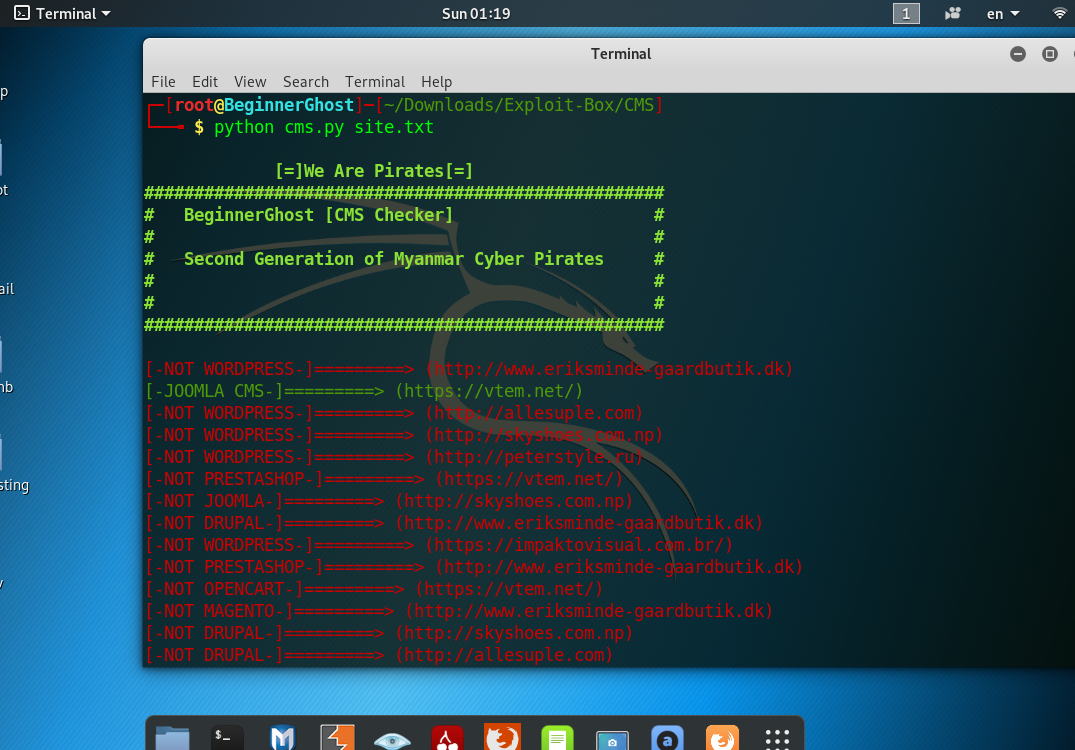 Terminal Sun 01:19 1 en
Terminal
File Edit View Search Terminal Help
p
[root@BeginnerGhost]─[~/Downloads/Exploit-Box/CMS]
$ python cms.py site.txt
[=]We Are Pirates[=]
ot
####################################################
# BeginnerGhost [CMS Checker] #
# #
# Second Generation of Myanmar Cyber Pirates #
# #
ail
# #
####################################################
[-NOT WORDPRESS-]=========> (http://www.eriksminde-gaardbutik.dk)
nb
[-JOOMLA CMS-]=========> (https://vtem.net/)
[-NOT WORDPRESS-]=========> (http://allesuple.com)
[-NOT WORDPRESS-]=========> (http://skyshoes.com.np)
[-NOT WORDPRESS-]=========> (http://peterstyle.ru)
[-NOT PRESTASHOP-]=========> (https://vtem.net/)
sting
[-NOT JOOMLA-]=========> (http://skyshoes.com.np)
[-NOT DRUPAL-]=========> (http://www.eriksminde-gaardbutik.dk)
[-NOT WORDPRESS-]=========> (https://impaktovisual.com.br/)
[-NOT PRESTASHOP-]=========> (http://www.eriksminde-gaardbutik.dk)
[-NOT OPENCART-]=========> (https://vtem.net/)
[-NOT MAGENTO-]=========> (http://www.eriksminde-gaardbutik.dk)
[-NOT DRUPAL-]=========> (http://skyshoes.com.np)
[-NOT DRUPAL-]=========> (http://allesuple.com)
$_
a